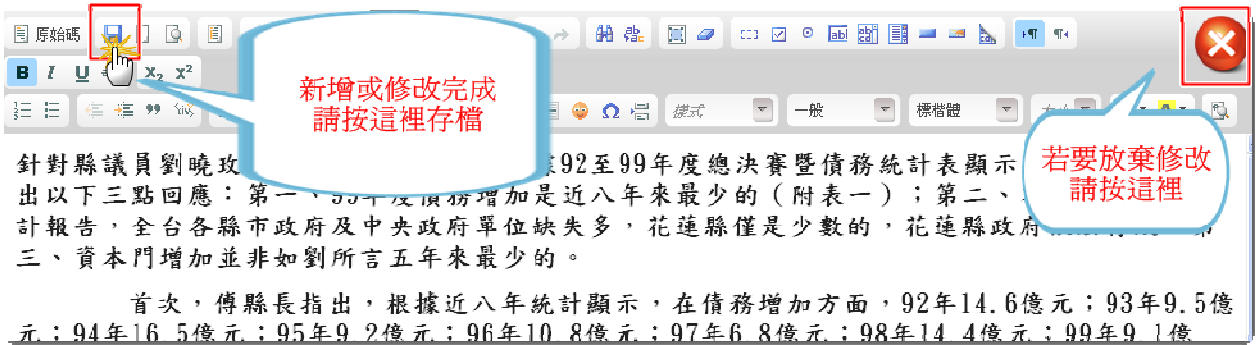 原始碼
B I U X₂ X²
樣式 一般 標楷體
新增或修改完成
請按這裡存檔
若要放棄修改
請按這裡
針對縣議員劉曉玫 92至99年度總決賽暨債務統計表顯示
出以下三點回應：第一、99年度債務增加是近八年來最少的（附表一）；第二、
計報告，全台各縣市政府及中央政府單位缺失多，花蓮縣僅是少數的，花蓮縣政府
三、資本門增加並非如劉所言五年來最少的。
首次，傅縣長指出，根據近八年統計顯示，在債務增加方面，92年14.6億元；93年9.5億
元；94年16.5億元；95年9.2億元；96年10.8億元；97年6.8億元；98年14.4億元；99年9.1億